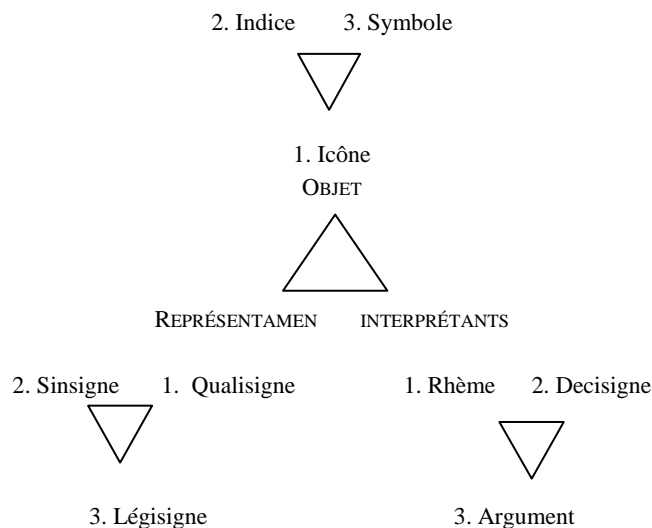 2. Indice 3. Symbole
1. Icône
OBJET
REPRÉSENTAMEN INTERPRÉTANTS
2. Sinsigne 1. Qualisigne 1. Rhème 2. Decisigne
3. Légisigne 3. Argument